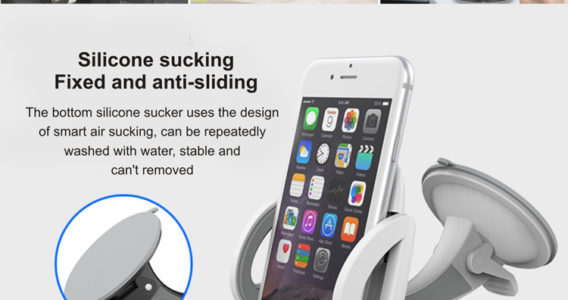 Silicone sucking
Fixed and anti-sliding
The bottom silicone sucker uses the design
of smart air sucking, can be repeatedly
washed with water, stable and
can't removed